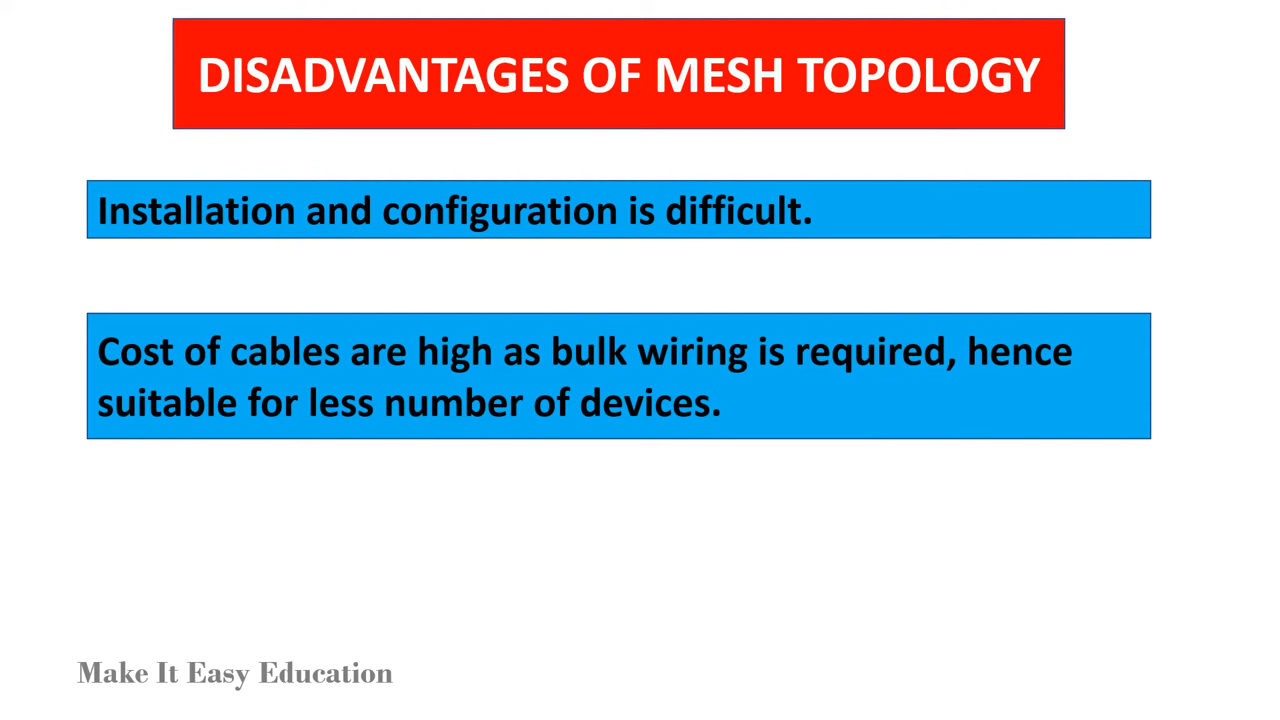 DISADVANTAGES OF MESH TOPOLOGY
Installation and configuration is difficult.
Cost of cables are high as bulk wiring is required, hence
suitable for less number of devices.
Make It Easy Education